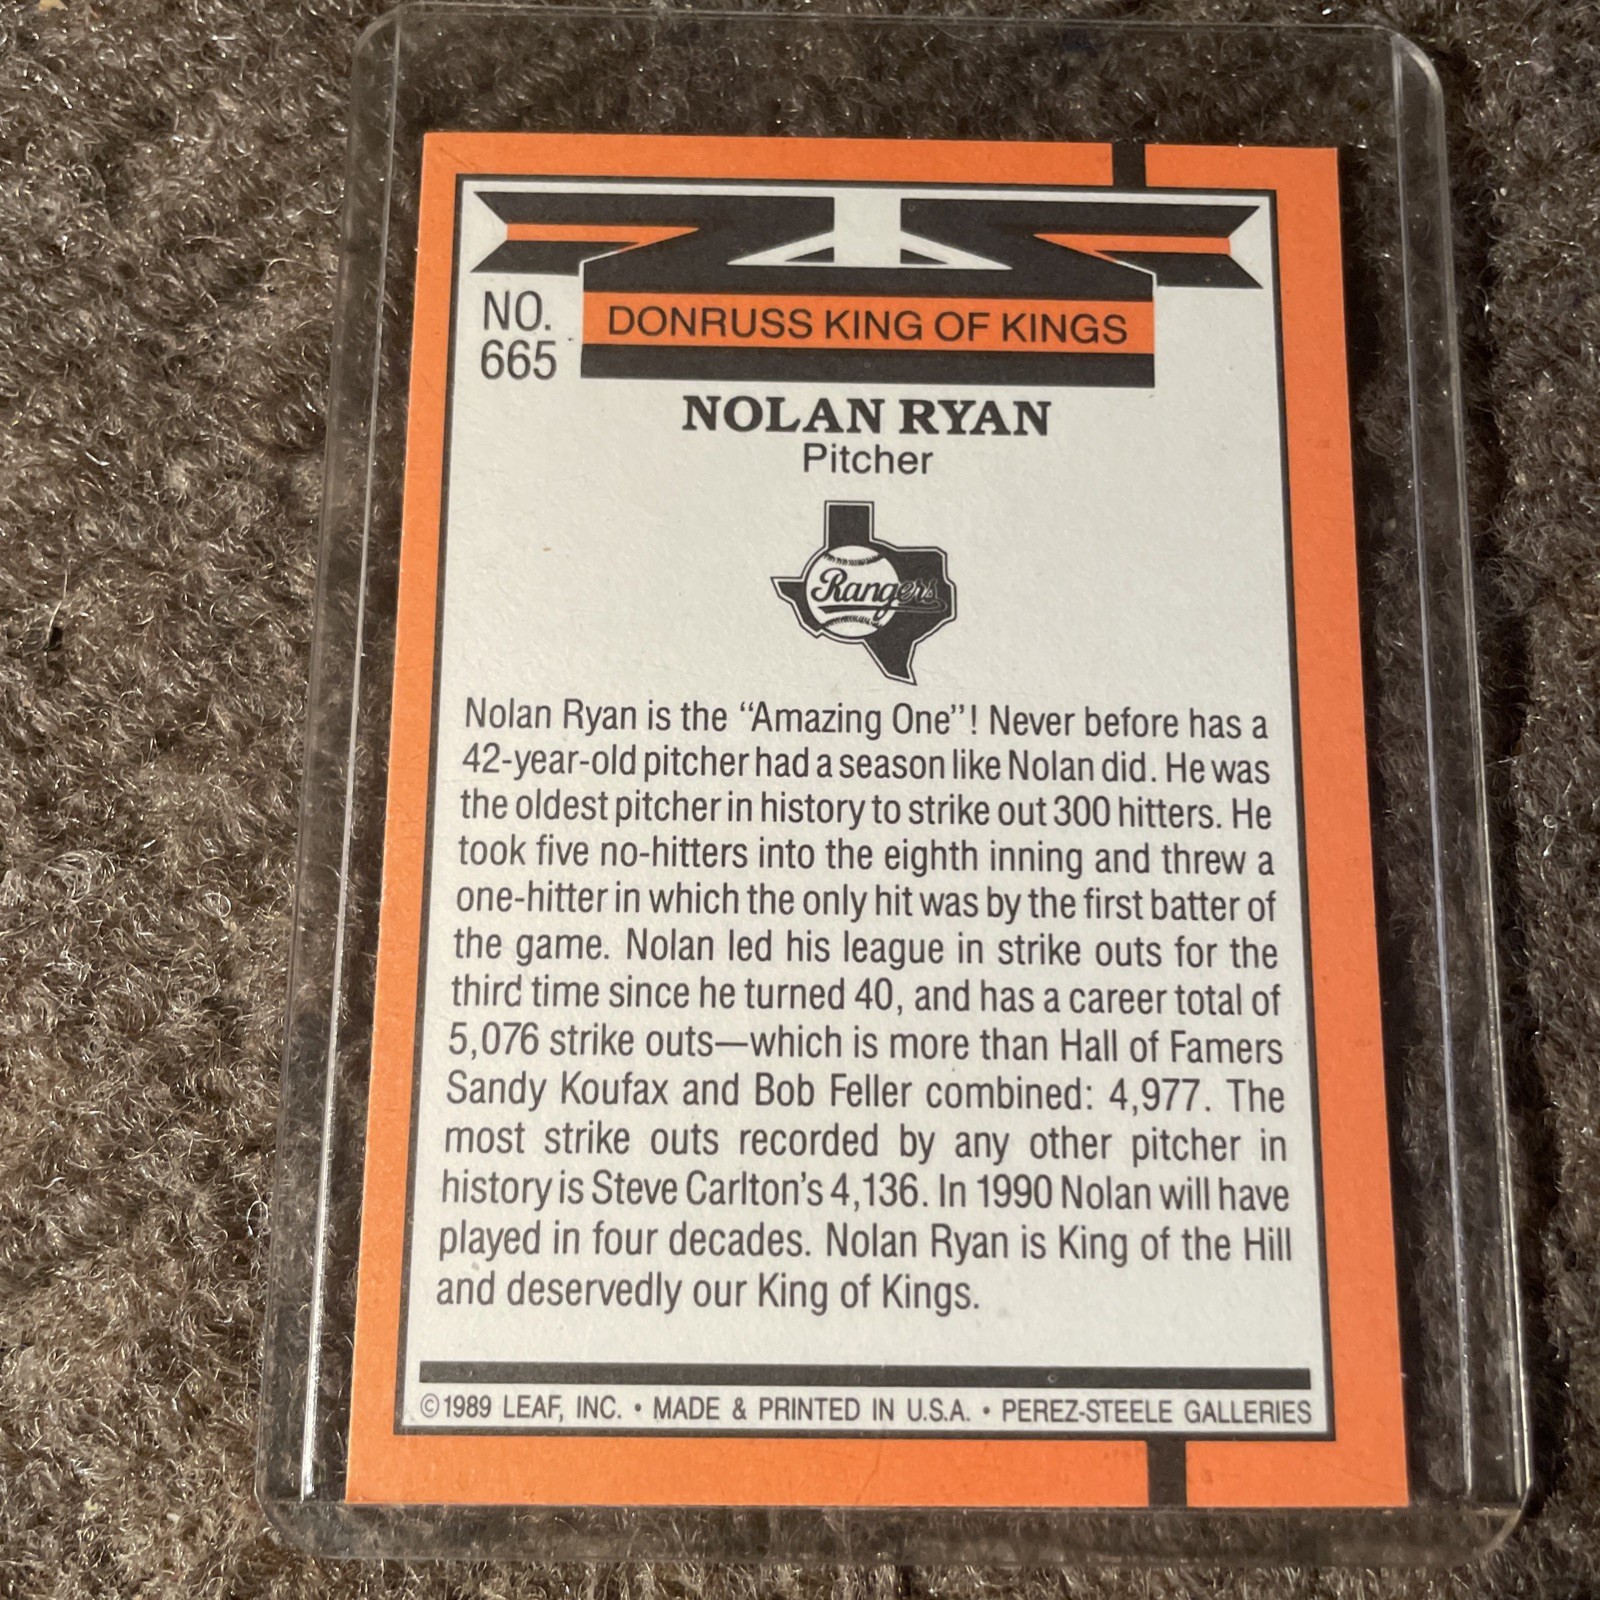 NO.
665
DONRUSS KING OF KINGS
NOLAN RYAN
Pitcher
Rangers
Nolan Ryan is the “Amazing One”! Never before has a
42-year-old pitcher had a season like Nolan did. He was
the oldest pitcher in history to strike out 300 hitters. He
took five no-hitters into the eighth inning and threw a
one-hitter in which the only hit was by the first batter of
the game. Nolan led his league in strike outs for the
third time since he turned 40, and has a career total of
5,076 strike outs—which is more than Hall of Famers
Sandy Koufax and Bob Feller combined: 4,977. The
most strike outs recorded by any other pitcher in
history is Steve Carlton's 4,136. In 1990 Nolan will have
played in four decades. Nolan Ryan is King of the Hill
and deservedly our King of Kings.
©1989 LEAF, INC. • MADE & PRINTED IN U.S.A. • PEREZ-STEELE GALLERIES